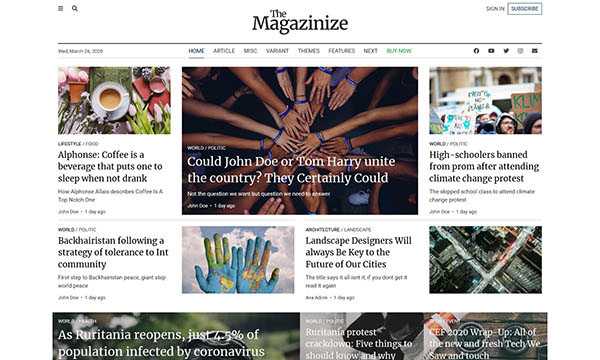 The
Magazinize
SIGN IN
SUBSCRIBE
Wed, March 26, 2020
HOME
ARTICLE
MISC
VARIANT
THEMES
FEATURES
NEXT
BUY NOW
LIFESTYLE / FOOD
Alphonse: Coffee is a
beverage that puts one to
sleep when not drank
How Alphonse Allais describes Coffee Is A
Top Notch One
John Doe • 1 day ago
WORLD / POLITIC
Could John Doe or Tom Harry unite
the country? They Certainly Could
Not the question we want but question we need to answer
John Doe • 1 day ago
WORLD / POLITIC
High-schoolers banned
from prom after attending
climate change protest
The skipped school class to attend climate
change protest
John Doe • 1 day ago
WORLD / POLITIC
Backhairistan following a
strategy of tolerance to Int
community
First step to Backhairistan peace, giant step
world peace
John Doe • 1 day ago
ARCHITECTURE / LANDSCAPE
Landscape Designers Will
always Be Key to the
Future of Our Cities
The title says it all isnt it, if you dont get it
read it again
Ava Adore • 1 day ago
WORLD / HEALTH
As Ruritania reopens, just 4.5% of
population infected by coronavirus
WORLD / POLITIC
Ruritania protest
crackdown: Five things to
should know and why
TECH / EVENT
CEF 2020 Wrap-Up: All of
the new and fresh Tech We
Saw and Touch